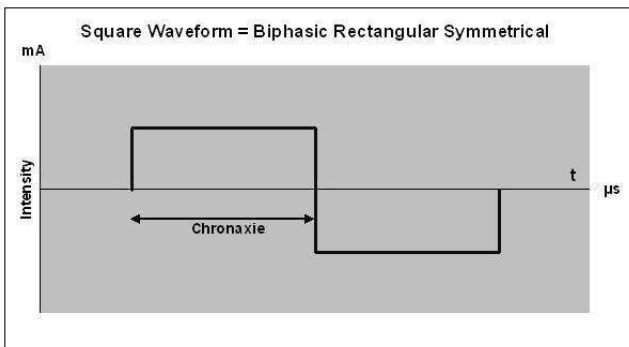 Square Waveform = Biphasic Rectangular Symmetrical
mA
Intensity
t
µs
Chronaxie